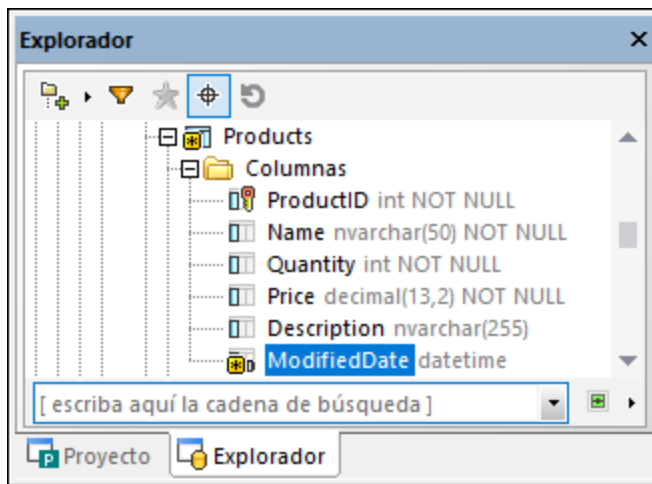 Explorador
Products
Columnas
ProductID int NOT NULL
Name nvarchar(50) NOT NULL
Quantity int NOT NULL
Price decimal(13,2) NOT NULL
Description nvarchar(255)
ModifiedDate datetime
[ escriba aquí la cadena de búsqueda ]
Proyecto Explorador